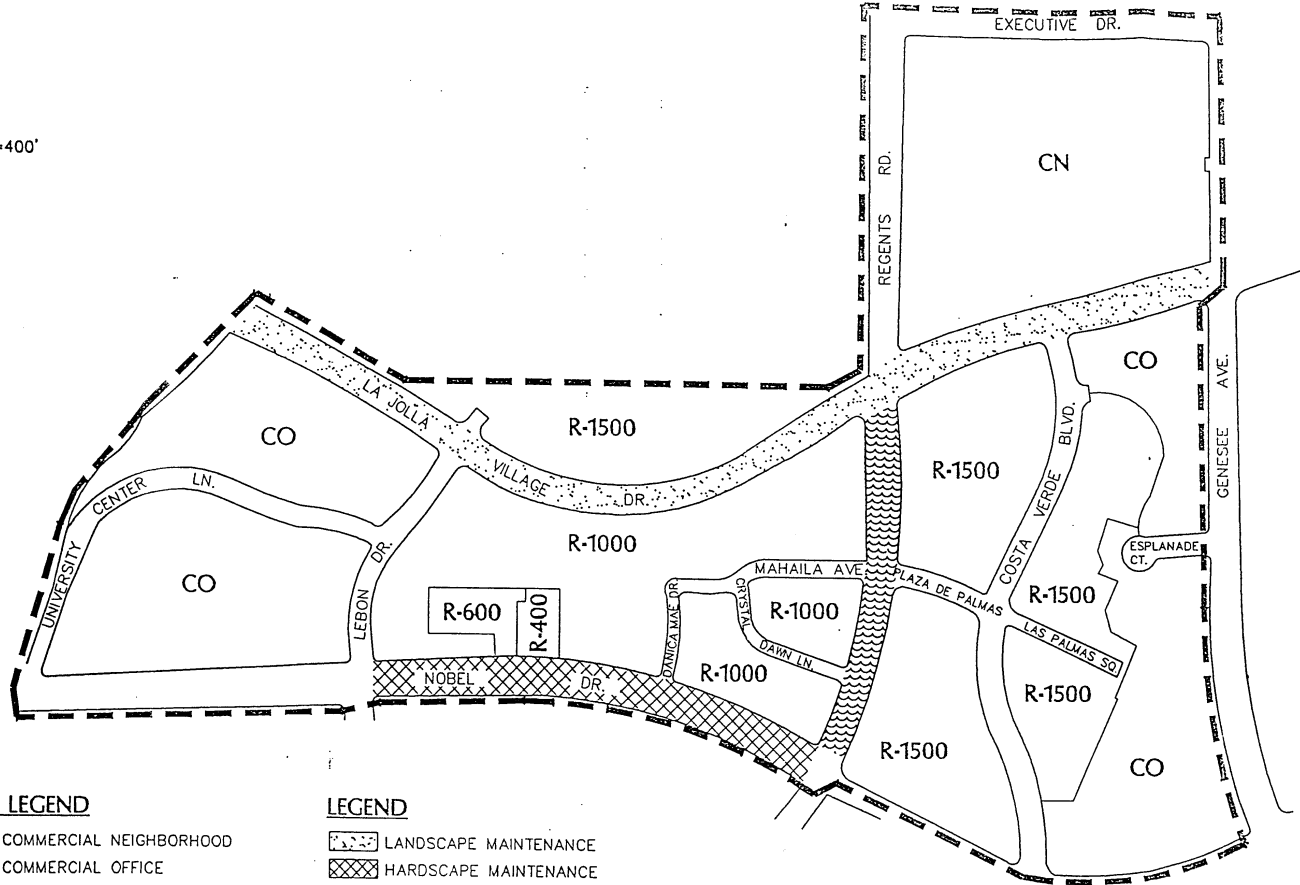 EXECUTIVE DR.
=400'
REGENTS RD.
CN
CO
GENESEE AVE.
LA JOLLA VILLAGE DR.
R-1500
CO
R-1500
COSTA VERDE BLVD.
UNIVERSITY CENTER LN.
LEBON DR.
R-1000
ESPLANADE CT.
MAHAILA AVE
PLAZA DE PALMAS
CO
R-600
R-400
DANICA MAE DR.
CRYSTAL DAWN LN.
R-1000
R-1500
LAS PALMAS SQ.
R-1000
NOBEL DR.
R-1500
R-1500
CO
LEGEND
COMMERCIAL NEIGHBORHOOD
COMMERCIAL OFFICE
LEGEND
LANDSCAPE MAINTENANCE
HARDSCAPE MAINTENANCE